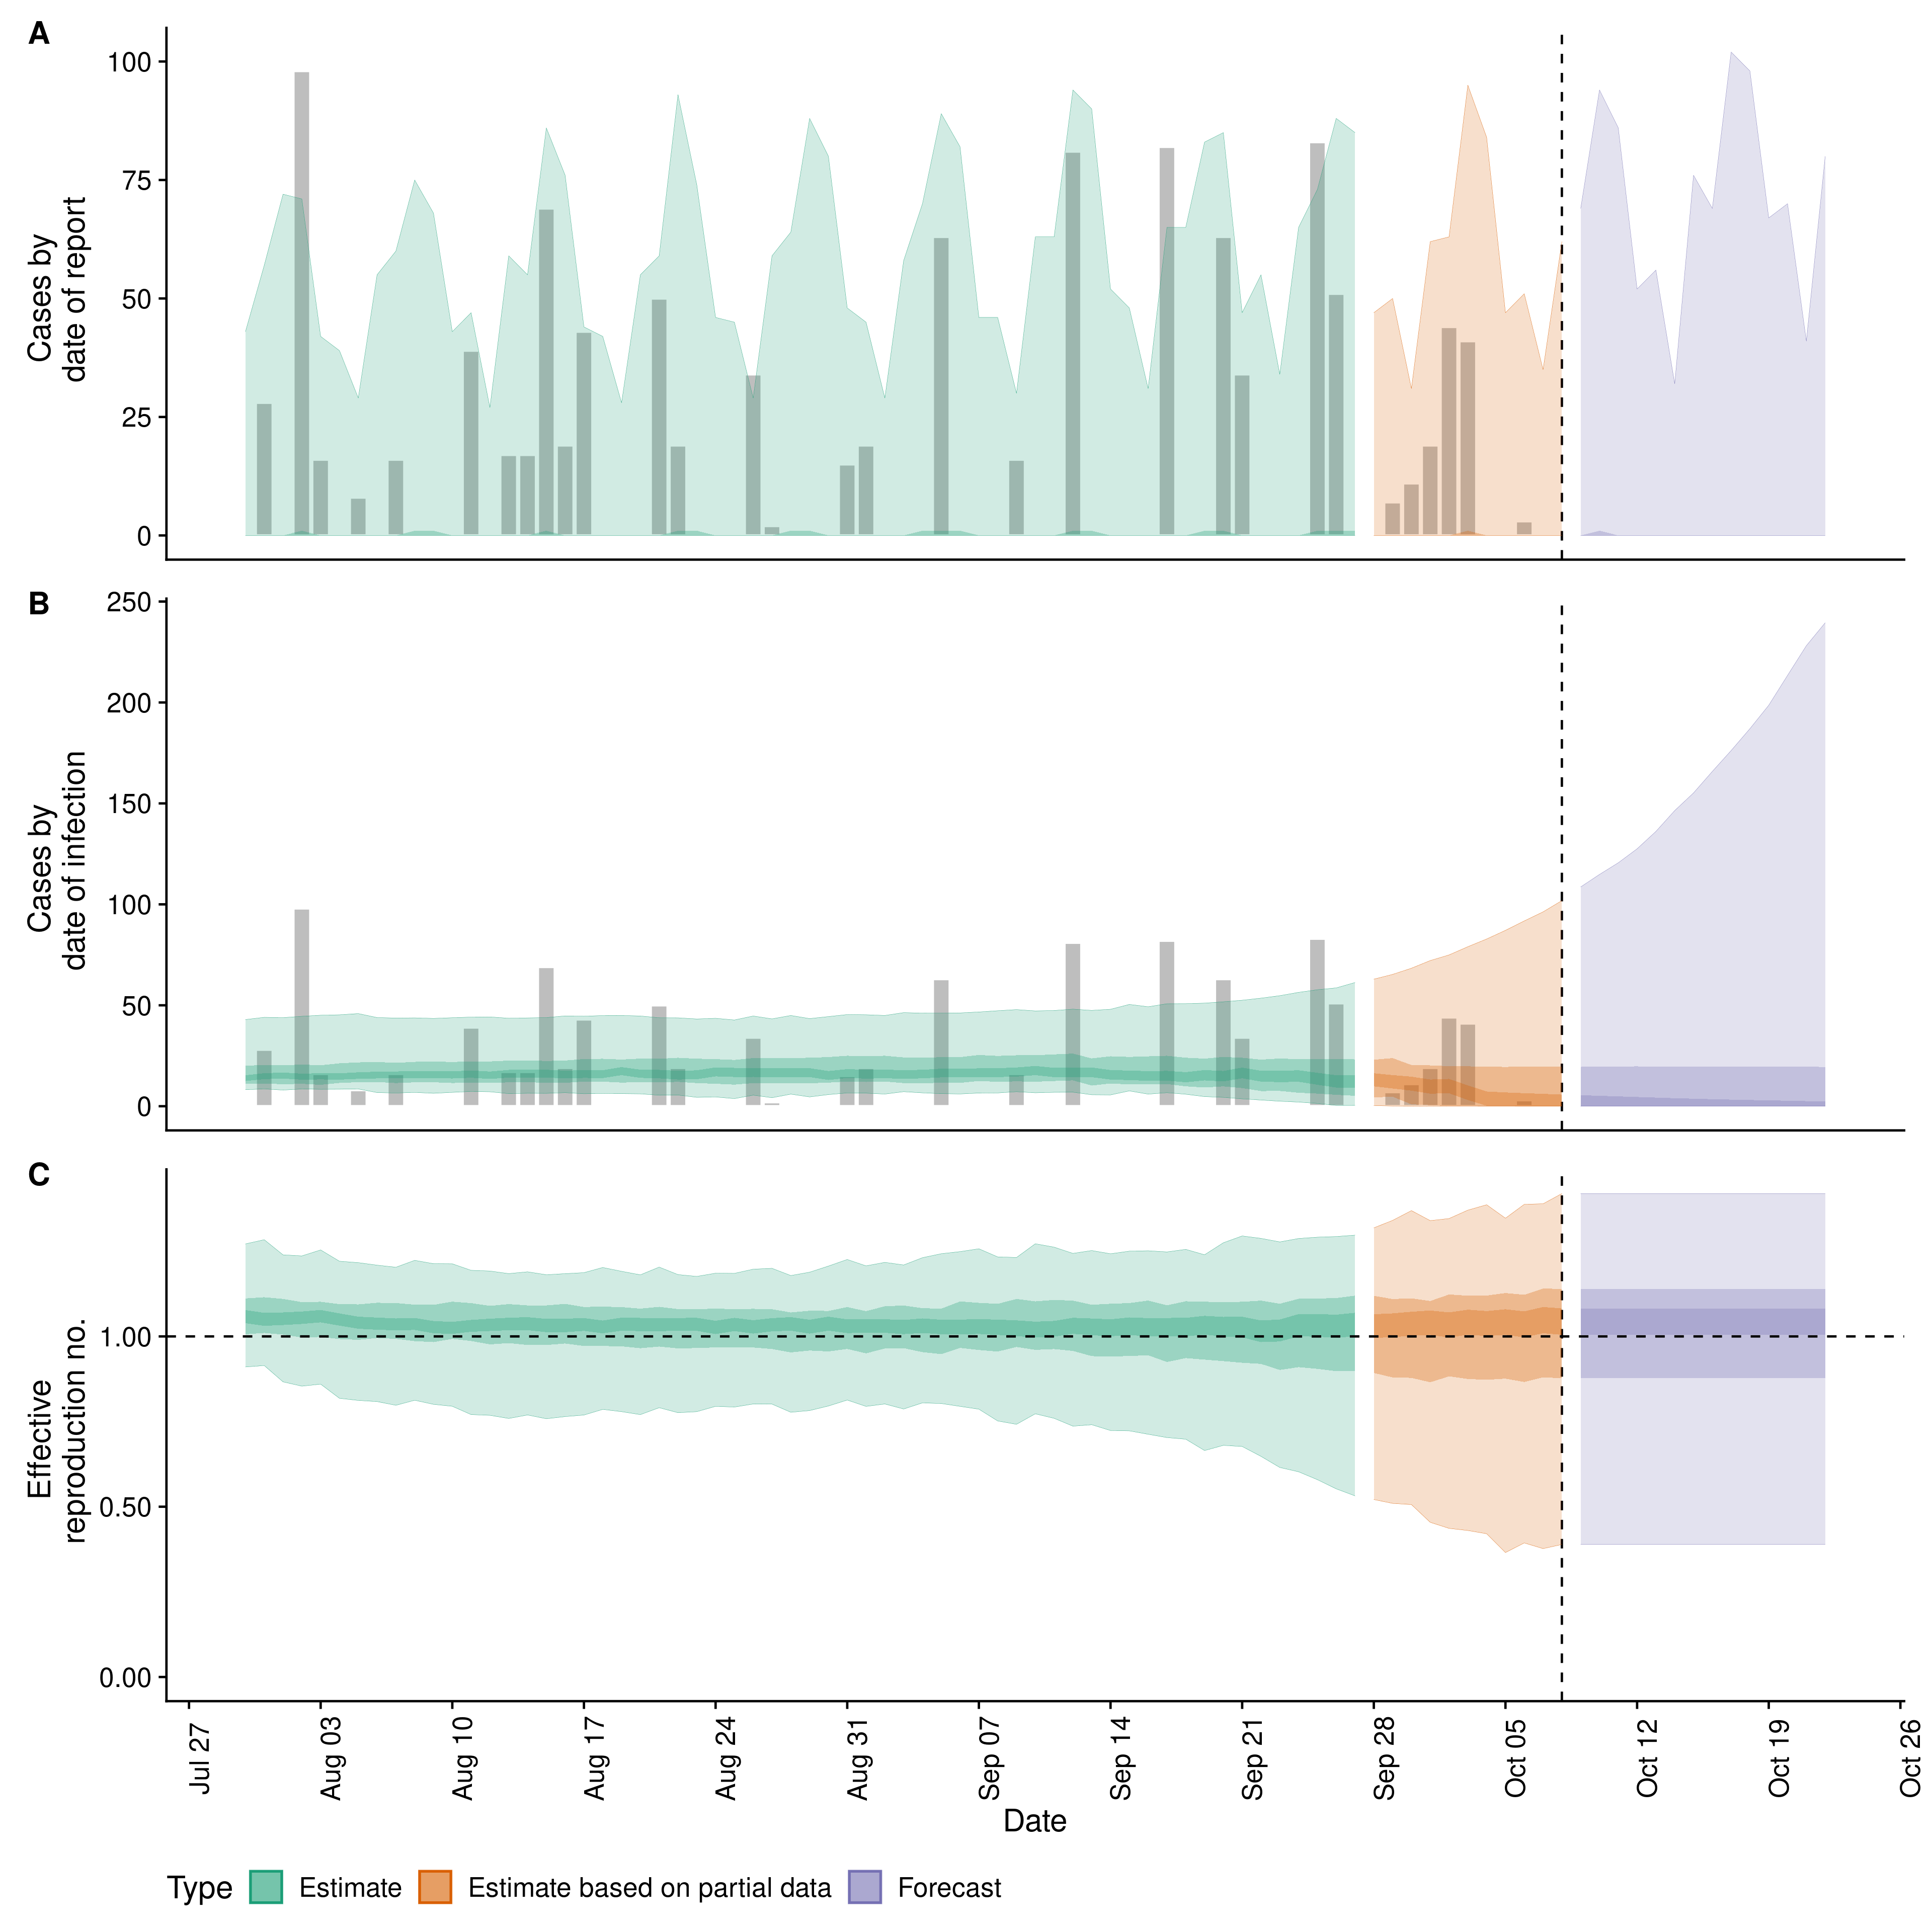 A
Cases by
date of report
100
75
50
25
0
B
Cases by
date of infection
250
200
150
100
50
0
C
Effective
reproduction no.
1.00
0.50
0.00
Jul 27
Aug 03
Aug 10
Aug 17
Aug 24
Aug 31
Sep 07
Sep 14
Sep 21
Sep 28
Oct 05
Oct 12
Oct 19
Oct 26
Date
Type Estimate Estimate based on partial data Forecast